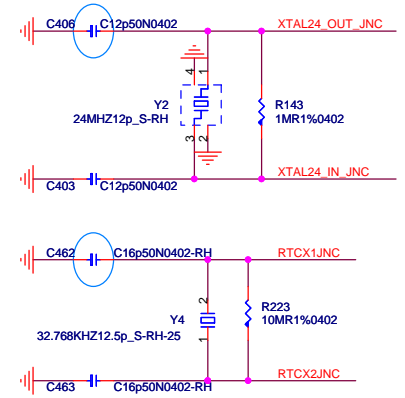 C406 C12p50N0402 XTAL24_OUT_JNC
4 1
Y2 R143
24MHZ12p_S-RH 1MR1%0402
3 2
XTAL24_IN_JNC
C403 C12p50N0402
C462 C16p50N0402-RH RTCX1JNC
2
R223
Y4 10MR1%0402
32.768KHZ12.5p_S-RH-25
1
RTCX2JNC
C463 C16p50N0402-RH